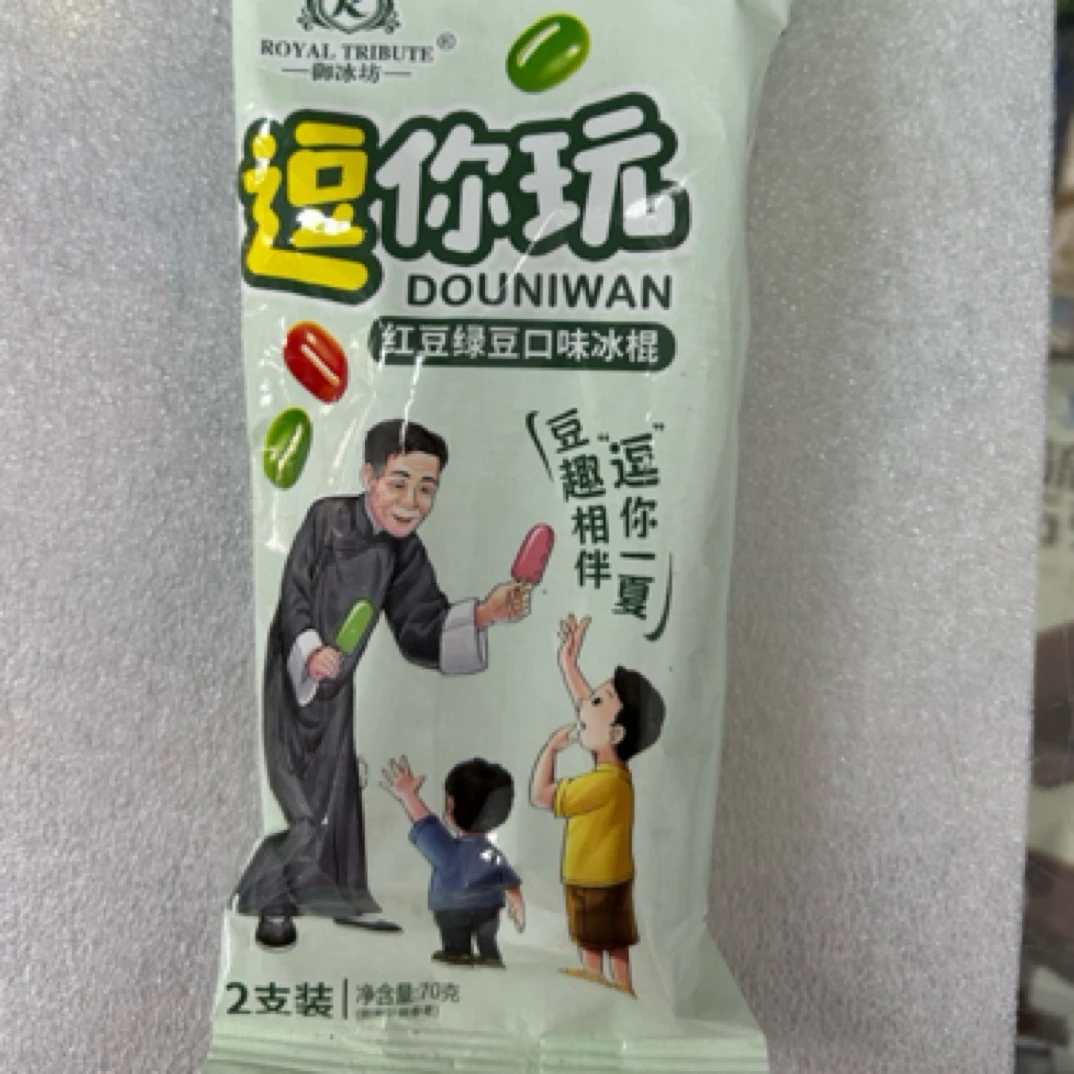 R
ROYAL TRIBUTE®
御冰坊
逗你玩
DOUNIWAN
红豆绿豆口味冰棍
“逗”你一夏
豆趣相伴
2支装
净含量:70克